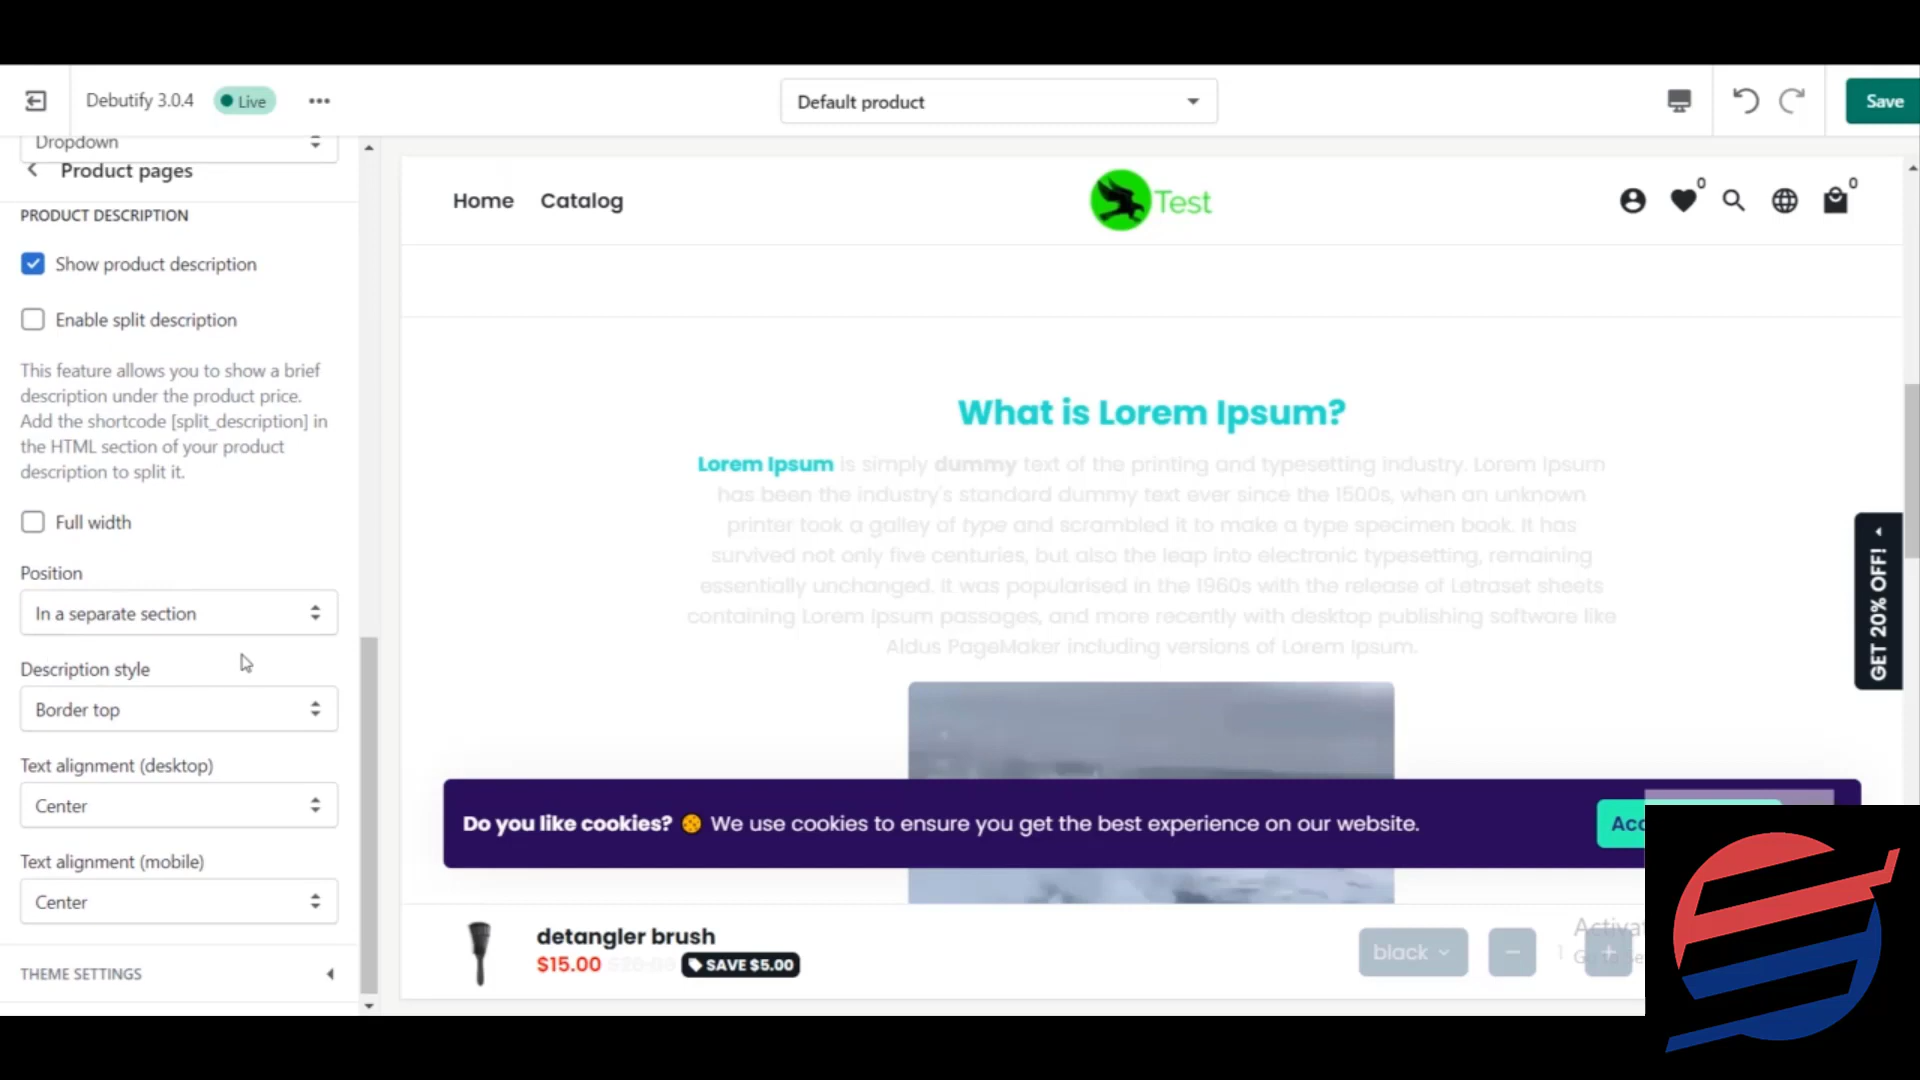 Debutify 3.0.4
Live
Default product
Save
Dropdown
Product pages
PRODUCT DESCRIPTION
Show product description
Enable split description
This feature allows you to show a brief
description under the product price.
Add the shortcode [split_description] in
the HTML section of your product
description to split it.
Full width
Position
In a separate section
Description style
Border top
Text alignment (desktop)
Center
Text alignment (mobile)
Center
THEME SETTINGS
Home
Catalog
Test
0
0
What is Lorem Ipsum?
Lorem Ipsum is simply dummy text of the printing and typesetting industry. Lorem Ipsum
has been the industry's standard dummy text ever since the 1500s, when an unknown
printer took a galley of type and scrambled it to make a type specimen book. It has
survived not only five centuries, but also the leap into electronic typesetting, remaining
essentially unchanged. It was popularised in the 1960s with the release of Letraset sheets
containing Lorem Ipsum passages, and more recently with desktop publishing software like
Aldus PageMaker including versions of Lorem Ipsum.
GET 20% OFF!
Do you like cookies? 🍪 We use cookies to ensure you get the best experience on our website.
detangler brush
$15.00 $20.00 SAVE $5.00
black
1